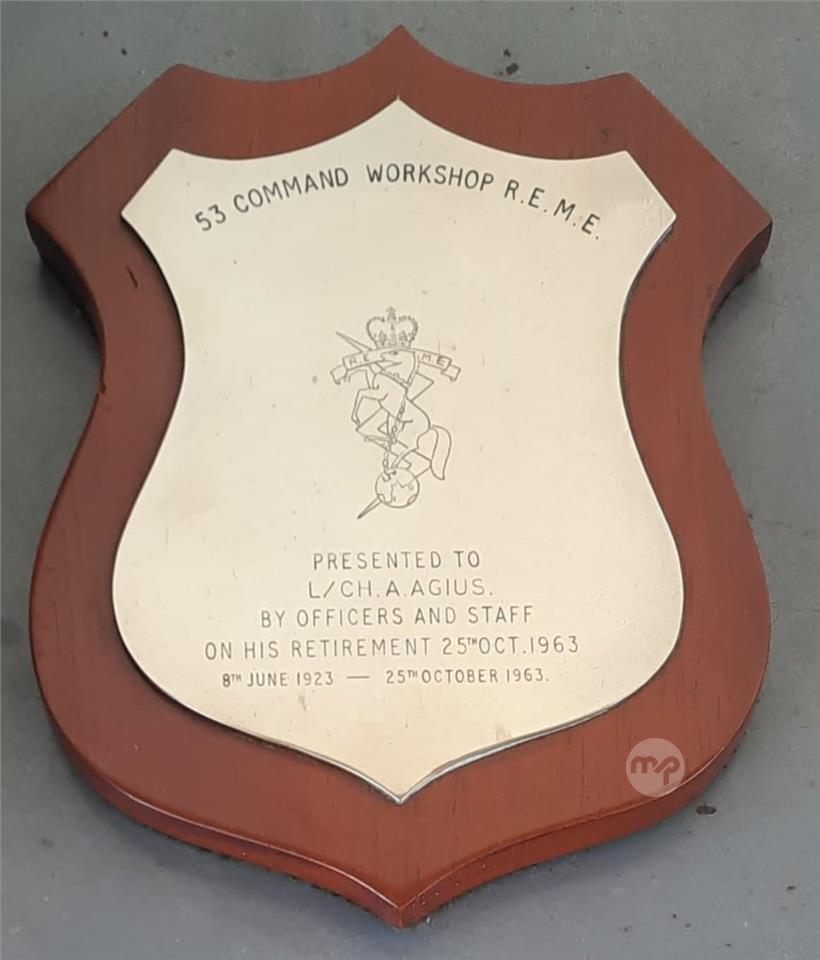 53 COMMAND WORKSHOP R.E.M.E.
R.E M.E
PRESENTED TO
L/CH.A.AGIUS.
BY OFFICERS AND STAFF
ON HIS RETIREMENT 25TH OCT.1963
8TH JUNE 1923 — 25TH OCTOBER 1963.
mp